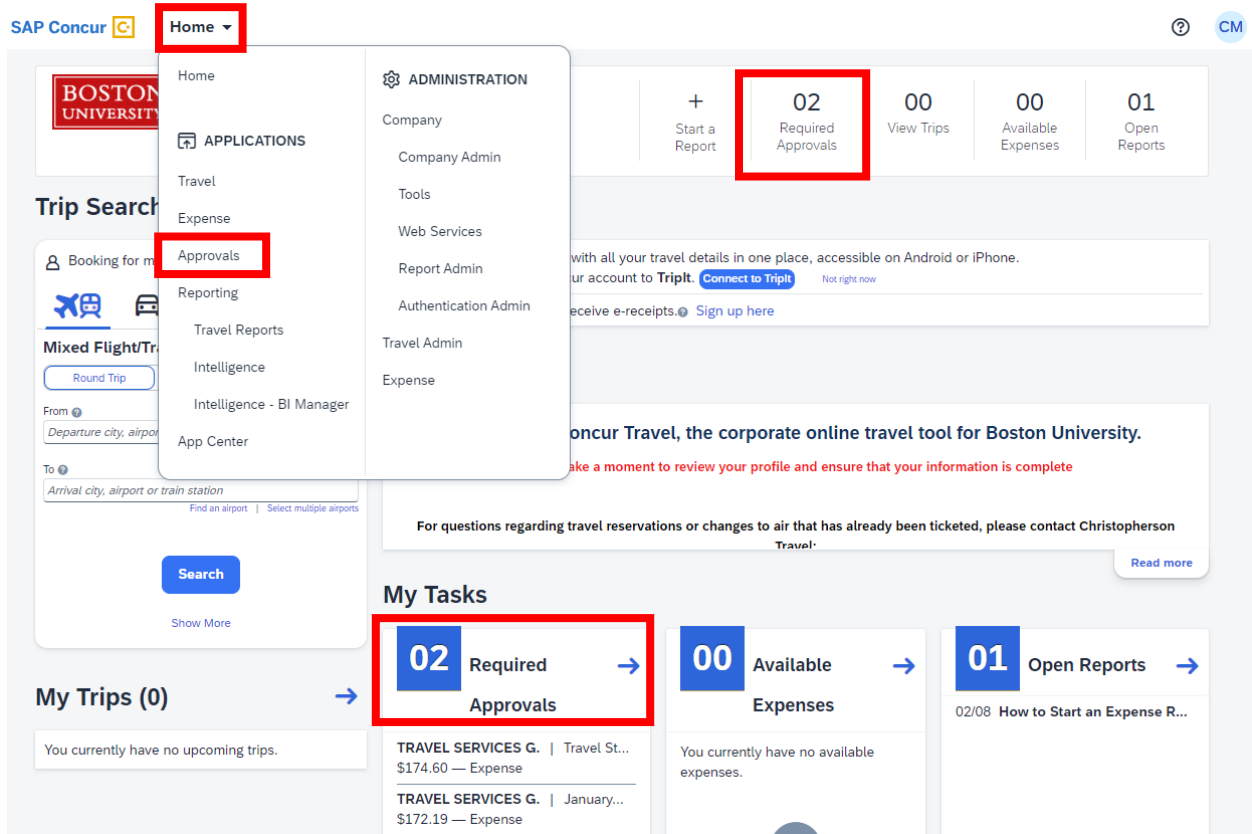 SAP Concur C
Home
CM
BOSTON
UNIVERSITY
Home
APPLICATIONS
Travel
Expense
Approvals
Reporting
Travel Reports
Intelligence
Intelligence - BI Manager
App Center
ADMINISTRATION
Company
Company Admin
Tools
Web Services
Report Admin
Authentication Admin
Travel Admin
Expense
+
Start a
Report
02
Required
Approvals
00
View Trips
00
Available
Expenses
01
Open
Reports
Trip Search
Booking for m
Mixed Flight/Tra
Round Trip
From ?
Departure city, airpor
To ?
Arrival city, airport or train station
Find an airport | Select multiple airports
Search
Show More
with all your travel details in one place, accessible on Android or iPhone.
ur account to TripIt. Connect to TripIt Not right now
eceive e-receipts. Sign up here
oncur Travel, the corporate online travel tool for Boston University.
ake a moment to review your profile and ensure that your information is complete
For questions regarding travel reservations or changes to air that has already been ticketed, please contact Christopherson
Travel:
Read more
My Trips (0)
You currently have no upcoming trips.
My Tasks
02 Required
Approvals
TRAVEL SERVICES G. | Travel St...
$174.60 — Expense
TRAVEL SERVICES G. | January...
$172.19 — Expense
00 Available
Expenses
You currently have no available
expenses.
01 Open Reports
02/08 How to Start an Expense R...